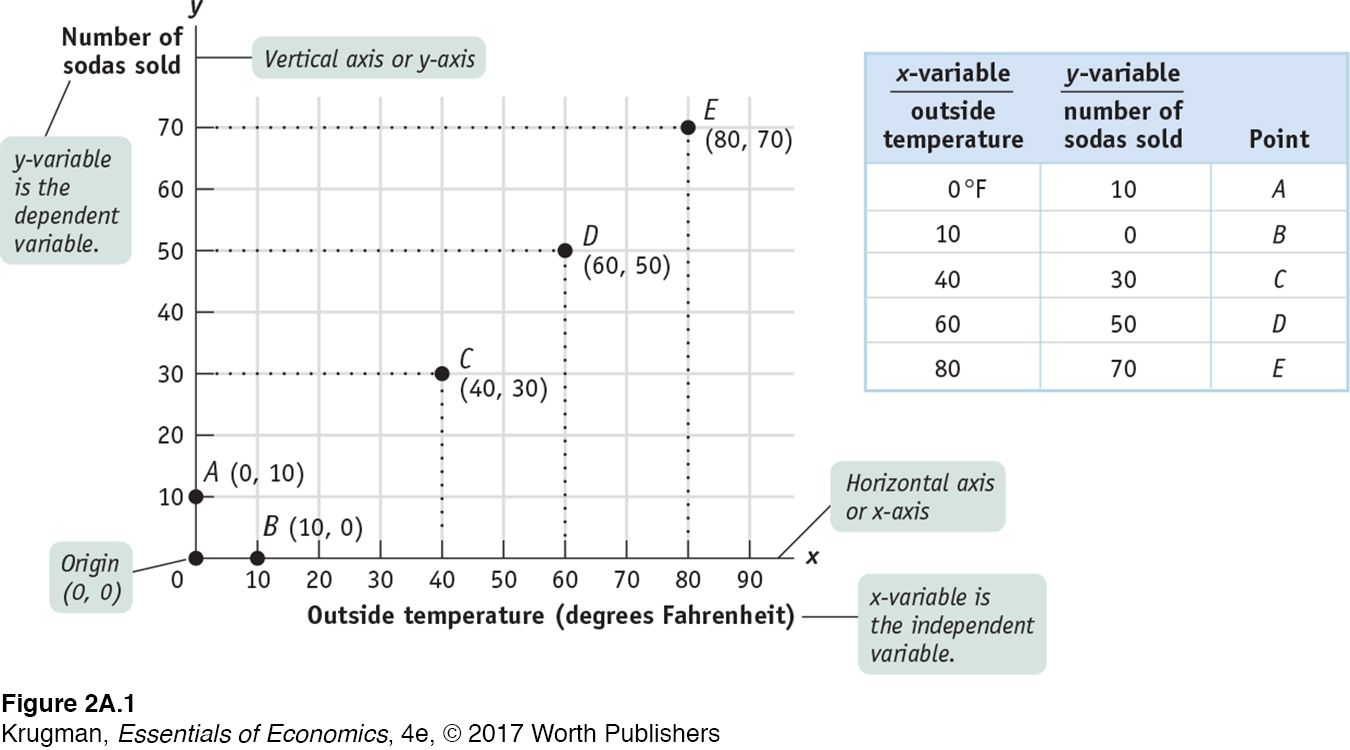 y
Number of
sodas sold
Vertical axis or y-axis
y-variable
is the
dependent
variable.
70
60
50
40
30
20
10
E
(80, 70)
D
(60, 50)
C
(40, 30)
A (0, 10)
B (10, 0)
Origin
(0, 0)
0 10 20 30 40 50 60 70 80 90
x
Outside temperature (degrees Fahrenheit)
Horizontal axis
or x-axis
x-variable is
the independent
variable.
x-variable y-variable
outside number of
temperature sodas sold Point
0°F 10 A
10 0 B
40 30 C
60 50 D
80 70 E
Figure 2A.1
Krugman, Essentials of Economics, 4e, © 2017 Worth Publishers